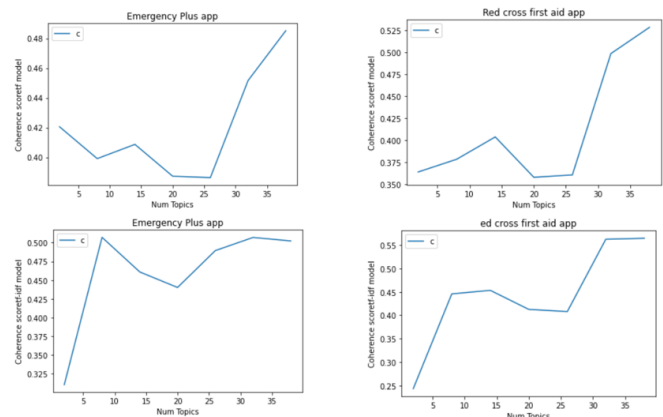 Emergency Plus app
c
0.48
0.46
0.44
0.42
0.40
Coherence scoretf model
5 10 15 20 25 30 35
Num Topics
Red cross first aid app
c
0.525
0.500
0.475
0.450
0.425
0.400
0.375
0.350
Coherence scoretf model
5 10 15 20 25 30 35
Num Topics
Emergency Plus app
c
0.500
0.475
0.450
0.425
0.400
0.375
0.350
0.325
Coherence scoretf-idf model
5 10 15 20 25 30 35
Num Topics
ed cross first aid app
c
0.55
0.50
0.45
0.40
0.35
0.30
0.25
Coherence scoretf-idf model
5 10 15 20 25 30 35
Num Topics